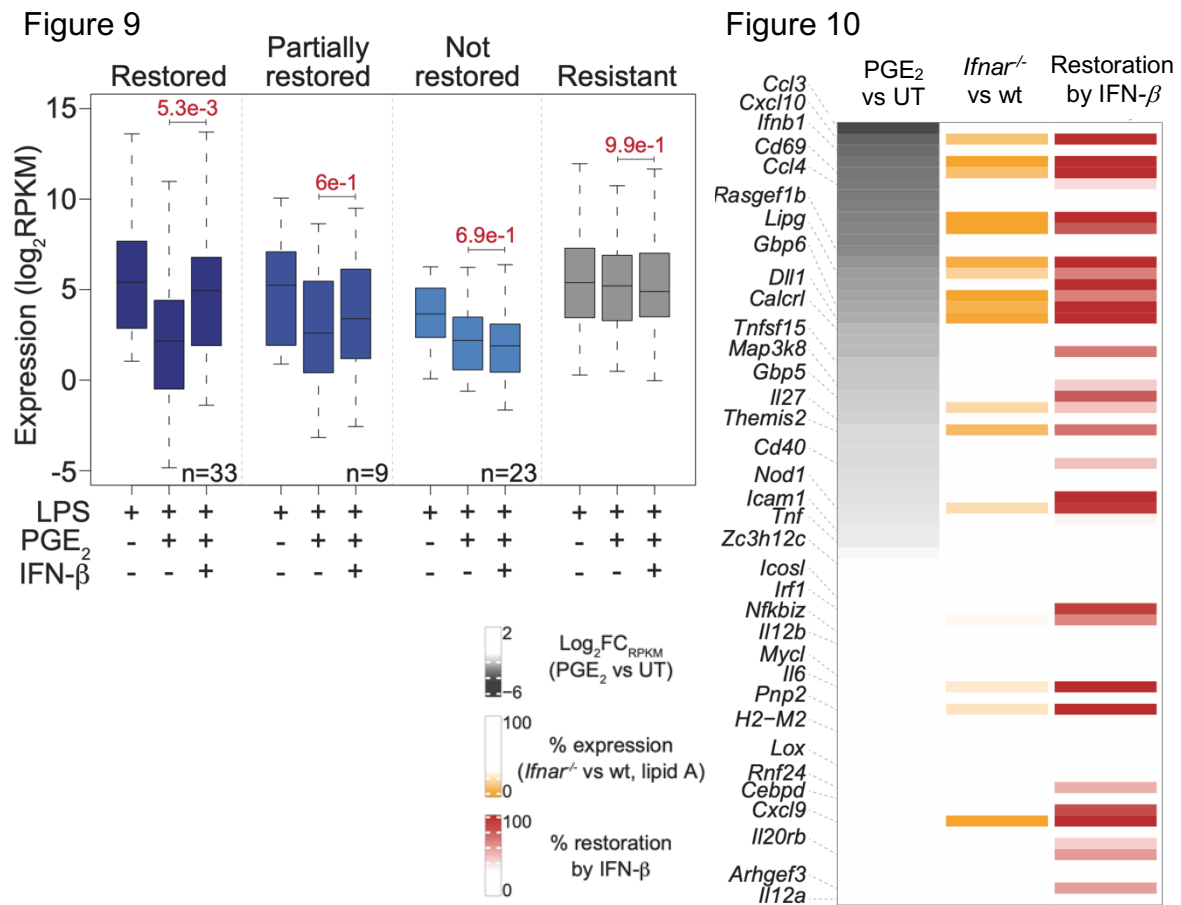 Figure 9
Restored
Partially
restored
Not
restored
Resistant
5.3e-3
6e-1
6.9e-1
9.9e-1
Expression (log₂RPKM)
15
10
5
0
-5
n=33
n=9
n=23
LPS + + + + + + + + + + + +
PGE₂ - + + - + + - + + - + +
IFN-β - - + - - + - - + - - +
2
-6
Log₂FC_RPKM
(PGE₂ vs UT)
100
0
% expression
(Ifnar⁻/⁻ vs wt, lipid A)
100
0
% restoration
by IFN-β
Figure 10
PGE₂
vs UT
Ifnar⁻/⁻
vs wt
Restoration
by IFN-β
Ccl3
Cxcl10
Ifnb1
Cd69
Ccl4
Rasgef1b
Lipg
Gbp6
Dll1
Calcrl
Tnfsf15
Map3k8
Gbp5
Il27
Themis2
Cd40
Nod1
Icam1
Tnf
Zc3h12c
Icosl
Irf1
Nfkbiz
Il12b
Mycl
Il6
Pnp2
H2−M2
Lox
Rnf24
Cebpd
Cxcl9
Il20rb
Arhgef3
Il12a